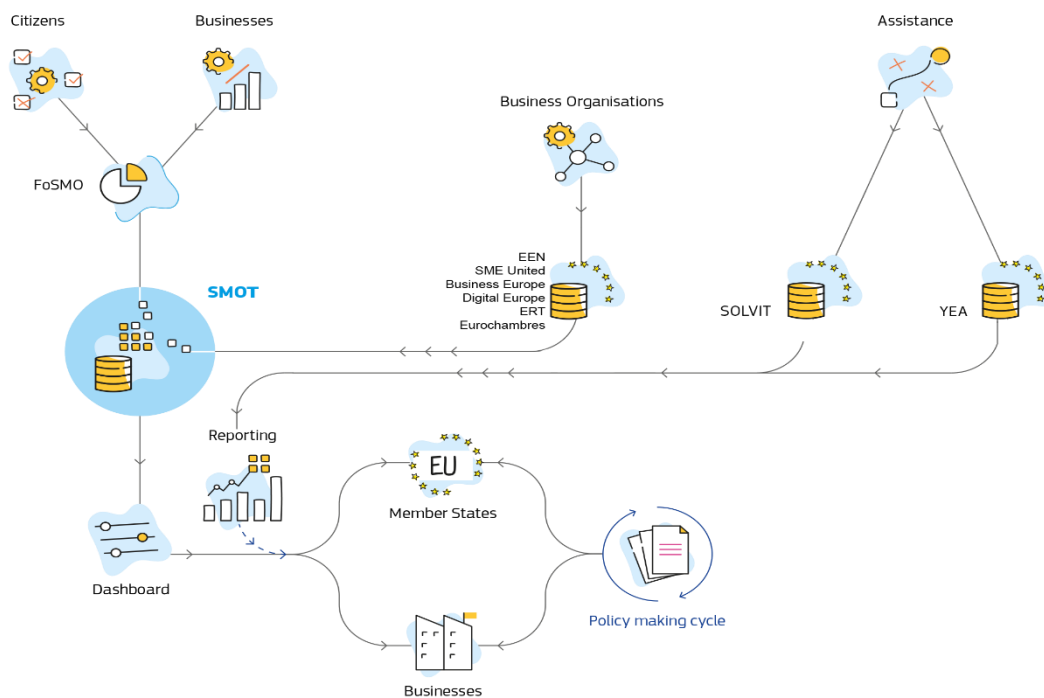 Citizens
Businesses
Assistance
Business Organisations
FoSMO
EEN
SME United
Business Europe
Digital Europe
ERT
Eurochambres
SMOT
SOLVIT
YEA
Reporting
EU
Member States
Dashboard
Policy making cycle
Businesses